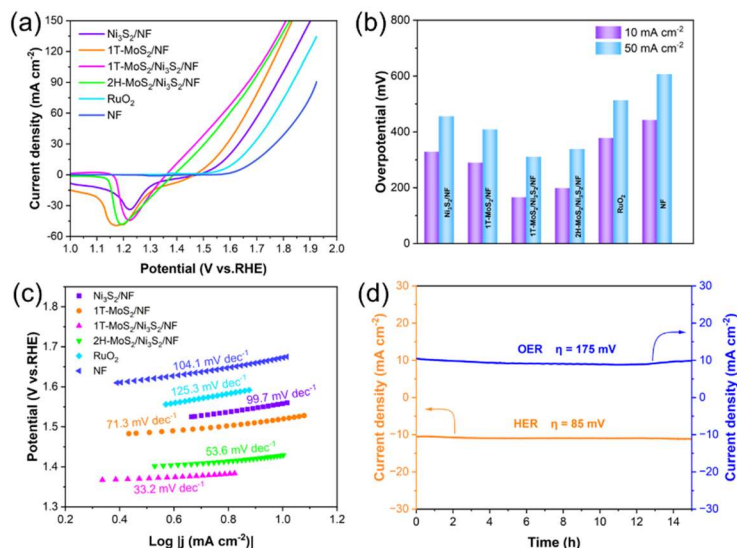 (a)
150
120
90
60
30
0
-30
-60
Current density (mA cm⁻²)
Ni₃S₂/NF
1T-MoS₂/NF
1T-MoS₂/Ni₃S₂/NF
2H-MoS₂/Ni₃S₂/NF
RuO₂
NF
1.0 1.1 1.2 1.3 1.4 1.5 1.6 1.7 1.8 1.9 2.0
Potential (V vs.RHE)
(b)
800
600
400
200
0
Overpotential (mV)
10 mA cm⁻²
50 mA cm⁻²
Ni₃S₂/NF
1T-MoS₂/NF
1T-MoS₂/Ni₃S₂/NF
2H-MoS₂/Ni₃S₂/NF
RuO₂
NF
(c)
1.8
1.7
1.6
1.5
1.4
1.3
Potential (V vs.RHE)
Ni₃S₂/NF
1T-MoS₂/NF
1T-MoS₂/Ni₃S₂/NF
2H-MoS₂/Ni₃S₂/NF
RuO₂
NF
104.1 mV dec⁻¹
125.3 mV dec⁻¹
99.7 mV dec⁻¹
71.3 mV dec⁻¹
53.6 mV dec⁻¹
33.2 mV dec⁻¹
0.2 0.4 0.6 0.8 1.0 1.2
Log |j (mA cm⁻²)|
(d)
30
20
10
0
−10
−20
−30
Current density (mA cm⁻²)
OER η = 175 mV
HER η = 85 mV
0 2 4 6 8 10 12 14
Time (h)
30
20
10
0
−10
−20
−30
Current density (mA cm⁻²)